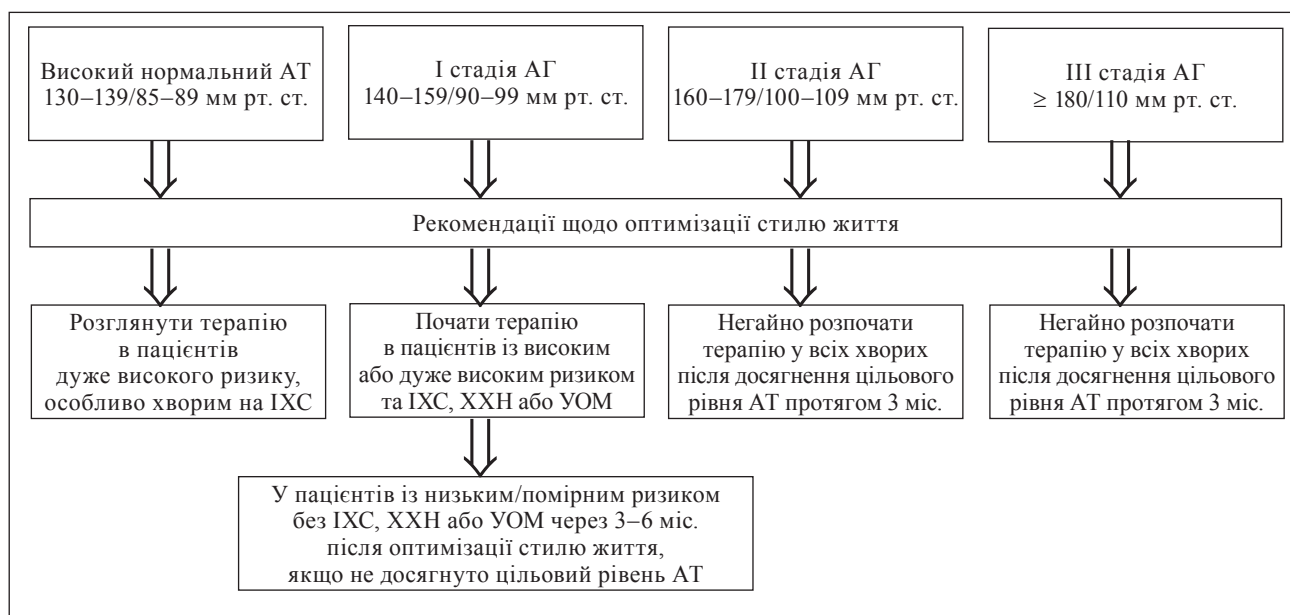 Високий нормальний АТ
130–139/85–89 мм рт. ст.
I стадія АГ
140–159/90–99 мм рт. ст.
II стадія АГ
160–179/100–109 мм рт. ст.
III стадія АГ
≥ 180/110 мм рт. ст.
Рекомендації щодо оптимізації стилю життя
Розглянути терапію
в пацієнтів
дуже високого ризику,
особливо хворим на ІХС
Почати терапію
в пацієнтів із високим
або дуже високим ризиком
та ІХС, ХХН або УОМ
Негайно розпочати
терапію у всіх хворих
після досягнення цільового
рівня АТ протягом 3 міс.
Негайно розпочати
терапію у всіх хворих
після досягнення цільового
рівня АТ протягом 3 міс.
У пацієнтів із низьким/помірним ризиком
без ІХС, ХХН або УОМ через 3–6 міс.
після оптимізації стилю життя,
якщо не досягнуто цільовий рівень АТ